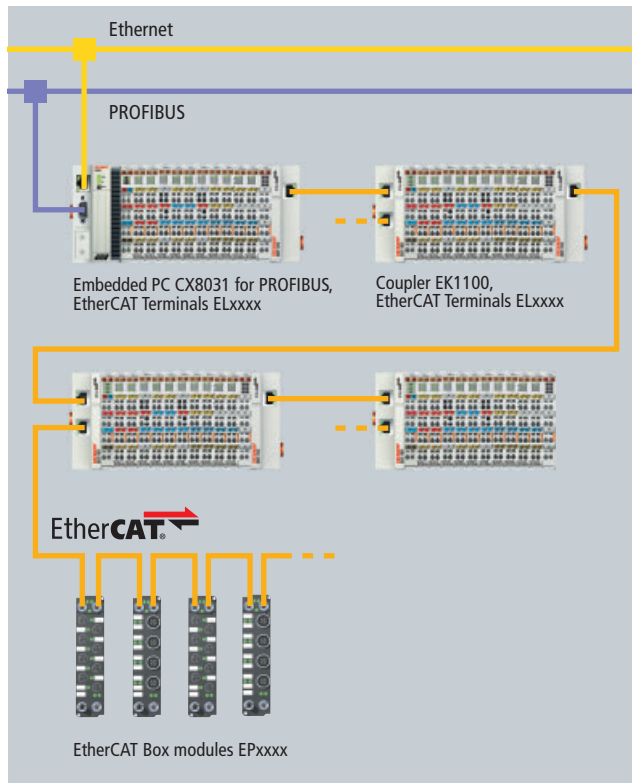 Ethernet
PROFIBUS
Embedded PC CX8031 for PROFIBUS,
EtherCAT Terminals ELxxxx
Coupler EK1100,
EtherCAT Terminals ELxxxx
EtherCAT®
EtherCAT Box modules EPxxxx